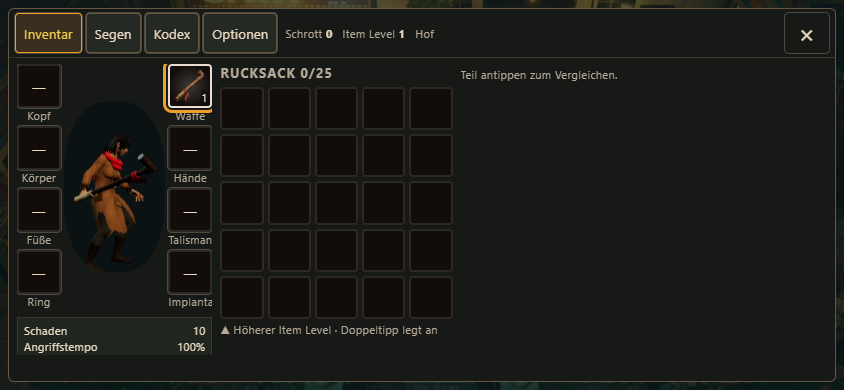 Inventar Segen Kodex Optionen Schrott 0 Item Level 1 Hof ×
RUCKSACK 0/25
Teil antippen zum Vergleichen.
— 1
Kopf Waffe
— —
Körper Hände
— —
Füße Talisman
— —
Ring Implanta
Schaden 10
Angriffstempo 100%
▲ Höherer Item Level · Doppeltipp legt an